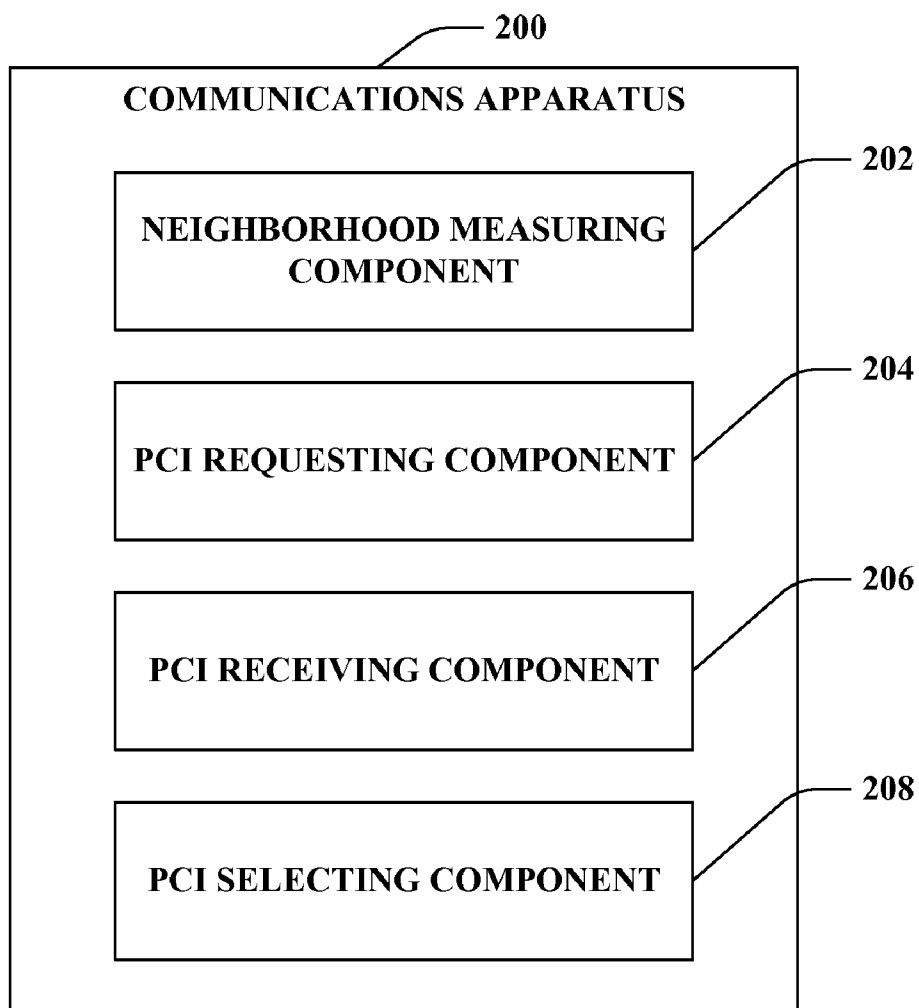 200
COMMUNICATIONS APPARATUS
202
NEIGHBORHOOD MEASURING
COMPONENT
204
PCI REQUESTING COMPONENT
206
PCI RECEIVING COMPONENT
208
PCI SELECTING COMPONENT